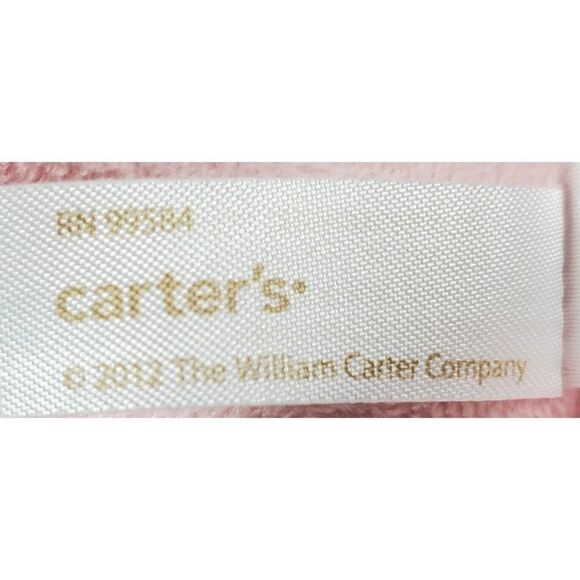 RN 99584
carter's®
© 2012 The William Carter Company